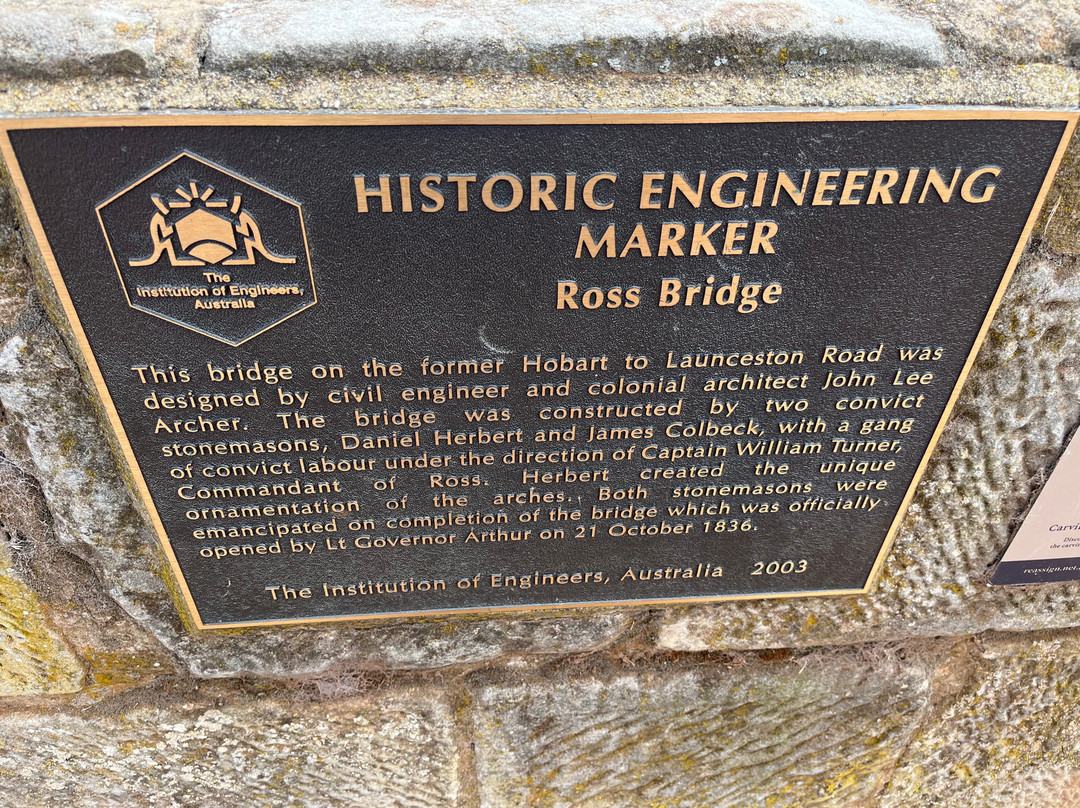 The
Institution of Engineers,
Australia
HISTORIC ENGINEERING
MARKER
Ross Bridge
This bridge on the former Hobart to Launceston Road was
designed by civil engineer and colonial architect John Lee
Archer. The bridge was constructed by two convict
stonemasons, Daniel Herbert and James Colbeck, with a gang
of convict labour under the direction of Captain William Turner,
Commandant of Ross. Herbert created the unique
ornamentation of the arches. Both stonemasons were
emancipated on completion of the bridge which was officially
opened by Lt Governor Arthur on 21 October 1836.
The Institution of Engineers, Australia 2003
the
reassign.net.